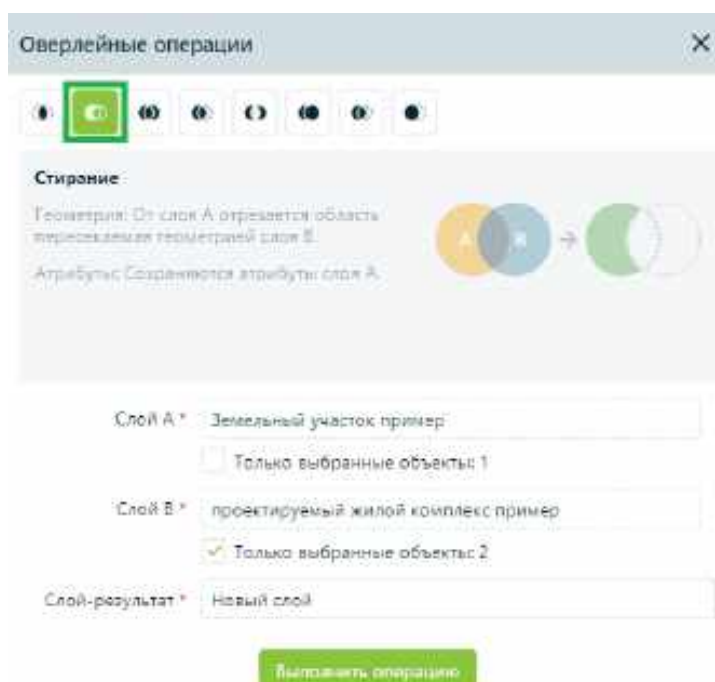 Оверлейные операции
Стирание
Геометрия: От слоя А отрезается область
пересекаемая геометрией слоя В.
Атрибуты: Сохраняются атрибуты слоя А.
A B
Слой А *
Земельный участок пример
Только выбранные объекты: 1
Слой В *
проектируемый жилой комплекс пример
Только выбранные объекты: 2
Слой-результат *
Новый слой
Выполнить операцию